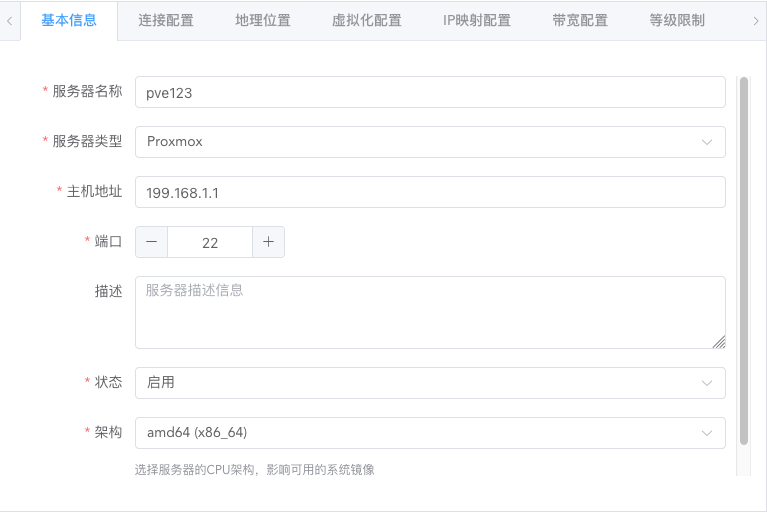 基本信息 连接配置 地理位置 虚拟化配置 IP映射配置 带宽配置 等级限制
* 服务器名称 pve123
* 服务器类型 Proxmox
* 主机地址 199.168.1.1
* 端口 — 22 +
描述 服务器描述信息
* 状态 启用
* 架构 amd64 (x86_64)
选择服务器的CPU架构，影响可用的系统镜像